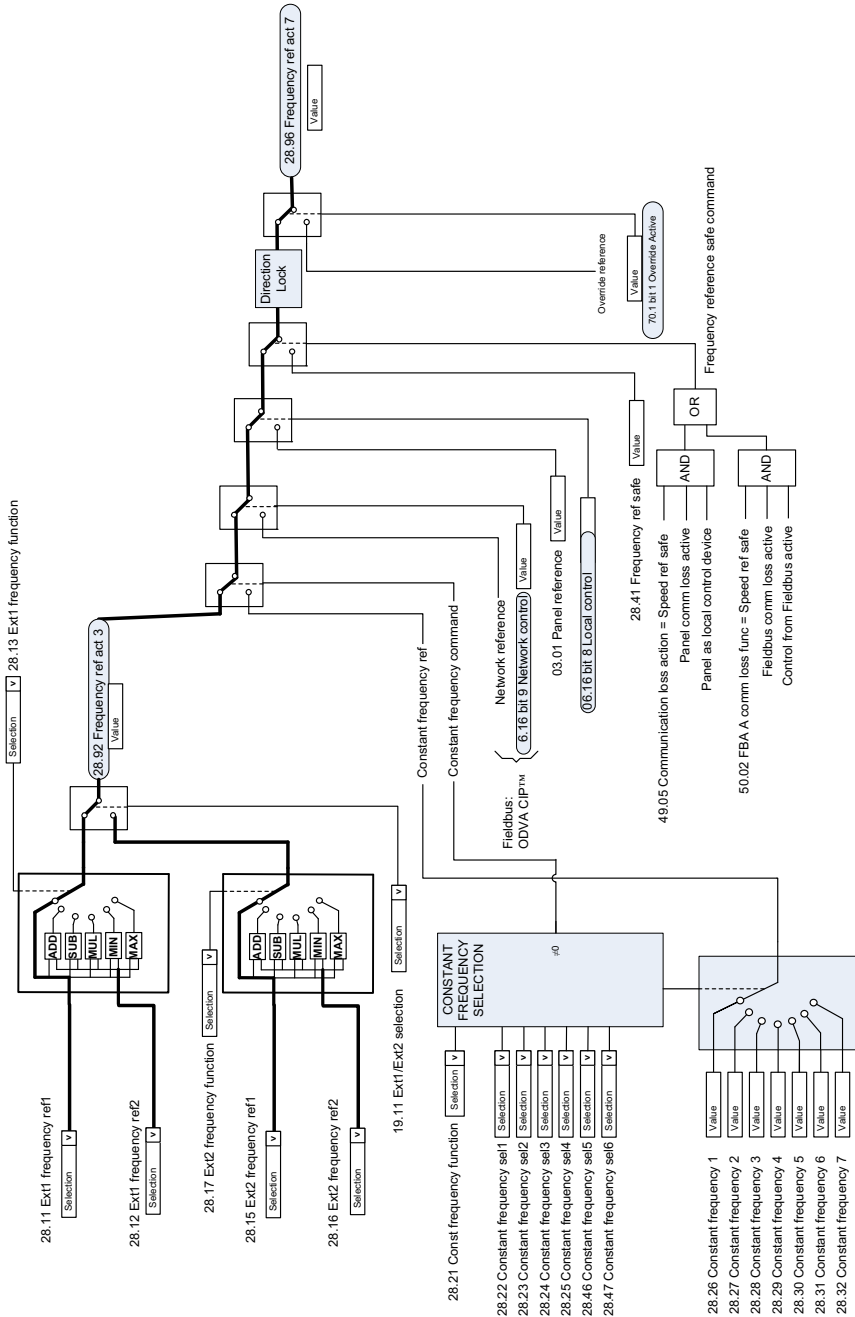 28.11 Ext1 frequency ref1
Selection
v
28.12 Ext1 frequency ref2
Selection
v
ADD
SUB
MUL
MIN
MAX
Selection
v
28.13 Ext1 frequency function
28.17 Ext2 frequency function
Selection
v
28.15 Ext2 frequency ref1
Selection
v
28.16 Ext2 frequency ref2
Selection
v
ADD
SUB
MUL
MIN
MAX
19.11 Ext1/Ext2 selection
Selection
v
28.92 Frequency ref act 3
Value
28.21 Const frequency function
Selection
v
28.22 Constant frequency sel1
Selection
v
28.23 Constant frequency sel2
Selection
v
28.24 Constant frequency sel3
Selection
v
28.25 Constant frequency sel4
Selection
v
28.46 Constant frequency sel5
Selection
v
28.47 Constant frequency sel6
Selection
v
CONSTANT
FREQUENCY
SELECTION
≠0
28.26 Constant frequency 1
Value
28.27 Constant frequency 2
Value
28.28 Constant frequency 3
Value
28.29 Constant frequency 4
Value
28.30 Constant frequency 5
Value
28.31 Constant frequency 6
Value
28.32 Constant frequency 7
Value
Constant frequency ref
Constant frequency command
Network reference
Fieldbus:
ODVA CIP™
6.16 bit 9 Network control
Value
03.01 Panel reference
Value
06.16 bit 8 Local control
28.41 Frequency ref safe
Value
49.05 Communication loss action = Speed ref safe
Panel comm loss active
Panel as local control device
AND
50.02 FBA A comm loss func = Speed ref safe
Fieldbus comm loss active
Control from Fieldbus active
AND
OR
Frequency reference safe command
Direction
Lock
Override reference
Value
70.1 bit 1 Override Active
28.96 Frequency ref act 7
Value